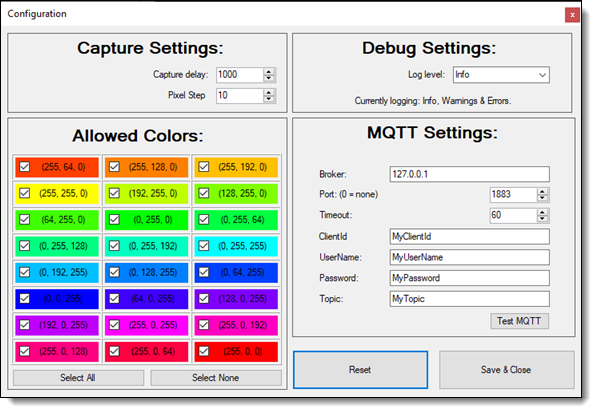 Configuration
x
Capture Settings:
Capture delay: 1000
Pixel Step 10
Debug Settings:
Log level: Info
Currently logging: Info, Warnings & Errors.
Allowed Colors:
(255, 64, 0) (255, 128, 0) (255, 192, 0)
(255, 255, 0) (192, 255, 0) (128, 255, 0)
(64, 255, 0) (0, 255, 0) (0, 255, 64)
(0, 255, 128) (0, 255, 192) (0, 255, 255)
(0, 192, 255) (0, 128, 255) (0, 64, 255)
(0, 0, 255) (64, 0, 255) (128, 0, 255)
(192, 0, 255) (255, 0, 255) (255, 0, 192)
(255, 0, 128) (255, 0, 64) (255, 0, 0)
Select All Select None
MQTT Settings:
Broker: 127.0.0.1
Port: (0 = none) 1883
Timeout: 60
ClientId MyClientId
UserName: MyUserName
Password: MyPassword
Topic: MyTopic
Test MQTT
Reset Save & Close